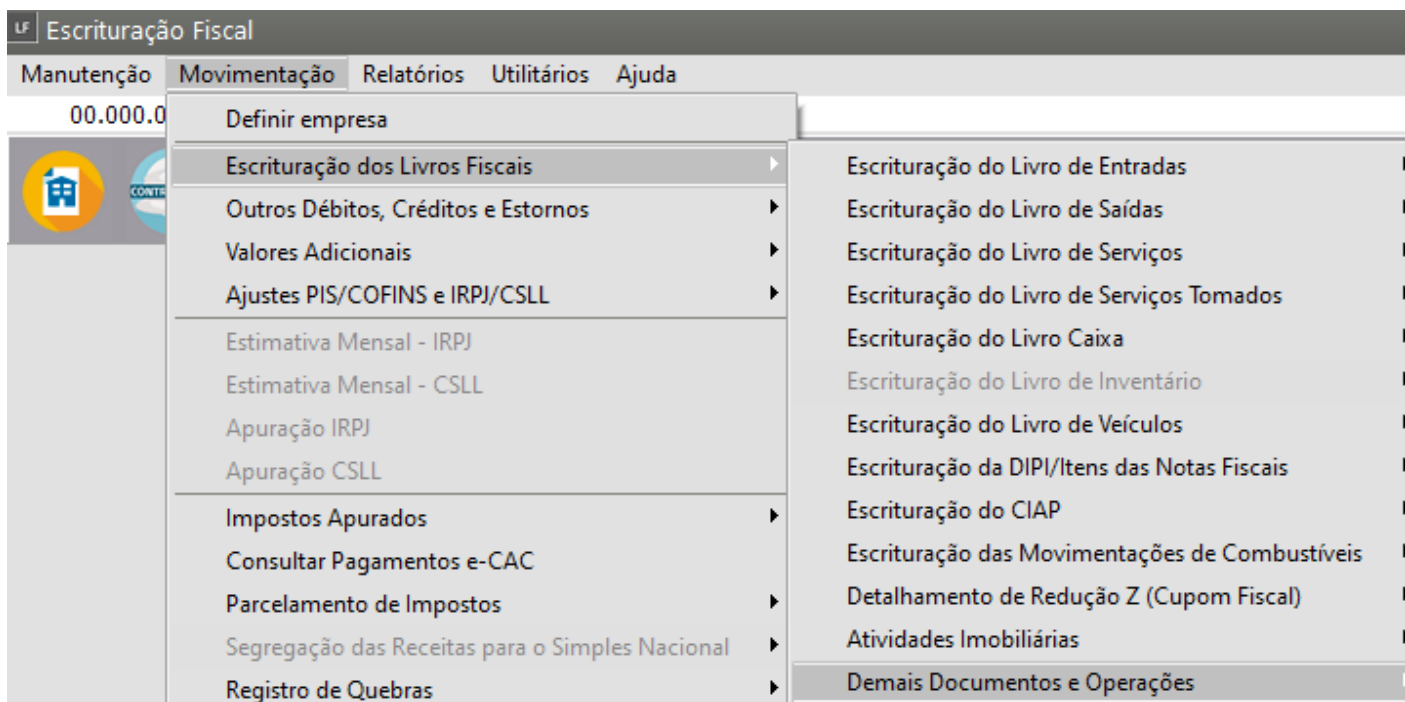 LF Escrituração Fiscal
Manutenção Movimentação Relatórios Utilitários Ajuda
00.000.0
CONTR
Definir empresa
Escrituração dos Livros Fiscais
Outros Débitos, Créditos e Estornos
Valores Adicionais
Ajustes PIS/COFINS e IRPJ/CSLL
Estimativa Mensal - IRPJ
Estimativa Mensal - CSLL
Apuração IRPJ
Apuração CSLL
Impostos Apurados
Consultar Pagamentos e-CAC
Parcelamento de Impostos
Segregação das Receitas para o Simples Nacional
Registro de Quebras
Escrituração do Livro de Entradas
Escrituração do Livro de Saídas
Escrituração do Livro de Serviços
Escrituração do Livro de Serviços Tomados
Escrituração do Livro Caixa
Escrituração do Livro de Inventário
Escrituração do Livro de Veículos
Escrituração da DIPI/Itens das Notas Fiscais
Escrituração do CIAP
Escrituração das Movimentações de Combustíveis
Detalhamento de Redução Z (Cupom Fiscal)
Atividades Imobiliárias
Demais Documentos e Operações